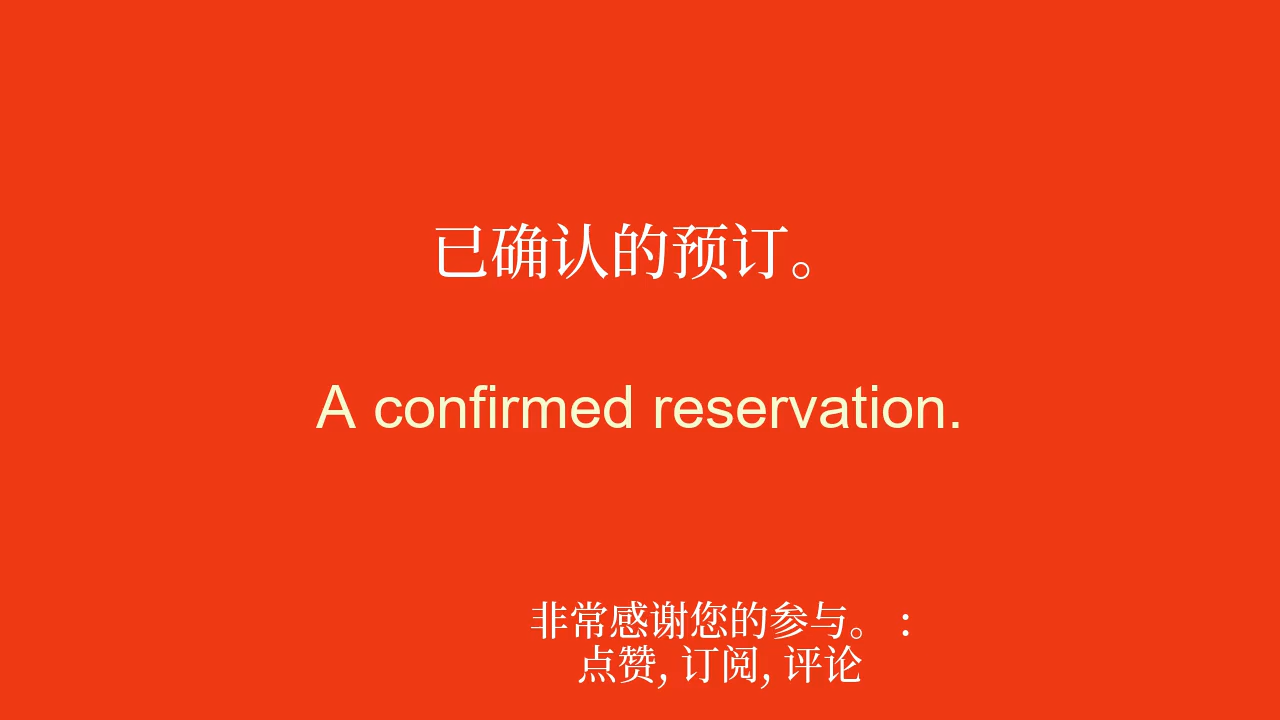 已确认的预订。
A confirmed reservation.
非常感谢您的参与。 :
点赞, 订阅, 评论